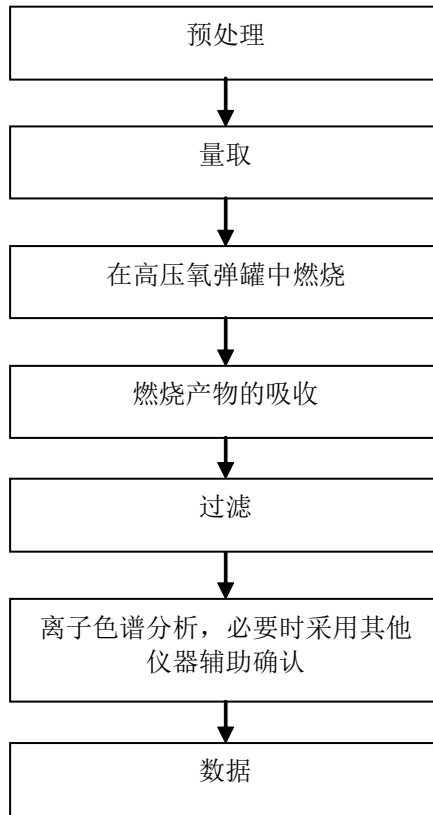 预处理
量取
在高压氧弹罐中燃烧
燃烧产物的吸收
过滤
离子色谱分析，必要时采用其他
仪器辅助确认
数据